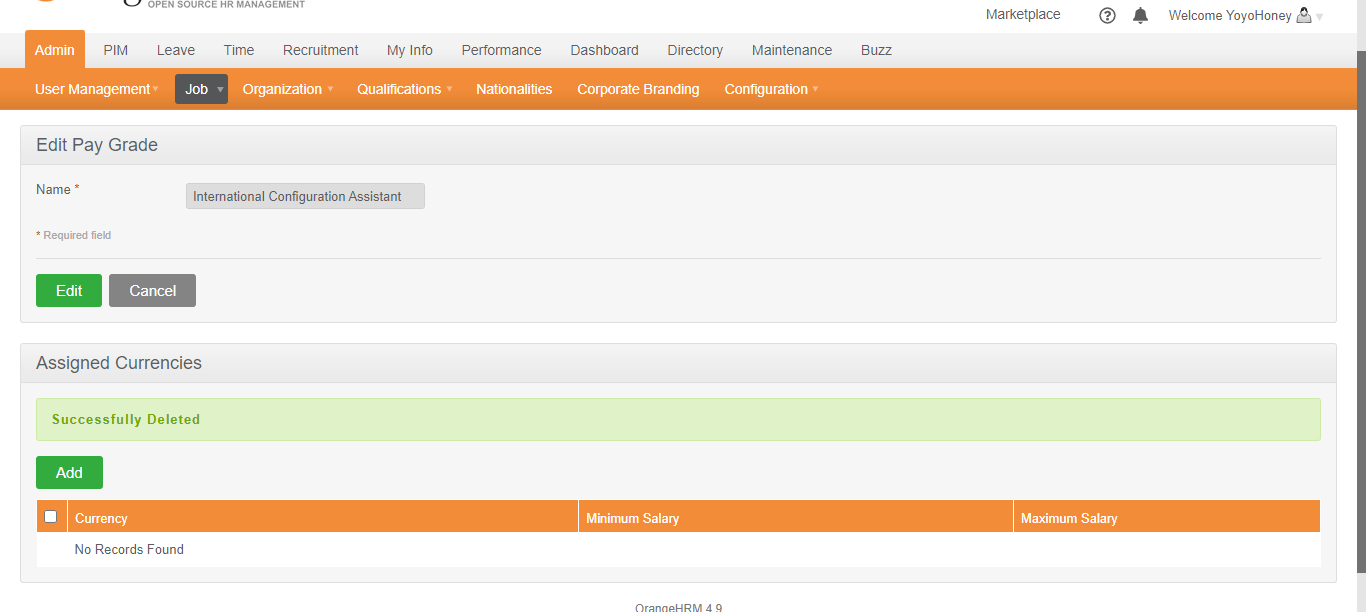 OPEN SOURCE HR MANAGEMENT
Marketplace
Welcome YoyoHoney
Admin PIM Leave Time Recruitment My Info Performance Dashboard Directory Maintenance Buzz
User Management Job Organization Qualifications Nationalities Corporate Branding Configuration
Edit Pay Grade
Name *
International Configuration Assistant
* Required field
Edit Cancel
Assigned Currencies
Successfully Deleted
Add
Currency Minimum Salary Maximum Salary
No Records Found
OrangeHRM 4.9